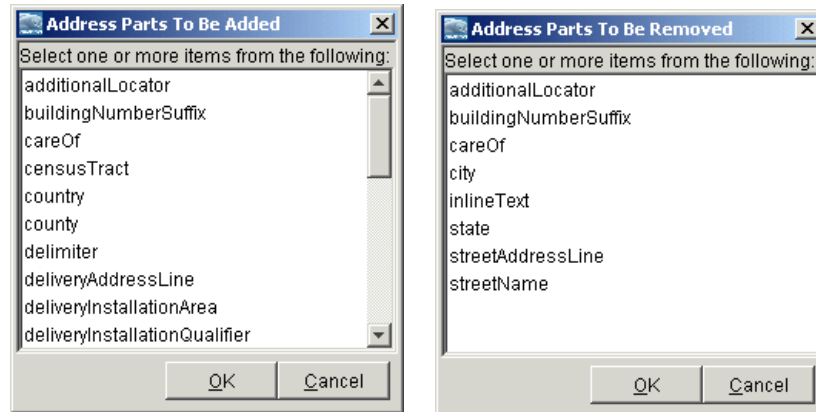 Address Parts To Be Added
Select one or more items from the following:
additionalLocator
buildingNumberSuffix
careOf
censusTract
country
county
delimiter
deliveryAddressLine
deliveryInstallationArea
deliveryInstallationQualifier
OK
Cancel
Address Parts To Be Removed
Select one or more items from the following:
additionalLocator
buildingNumberSuffix
careOf
city
inlineText
state
streetAddressLine
streetName
OK
Cancel